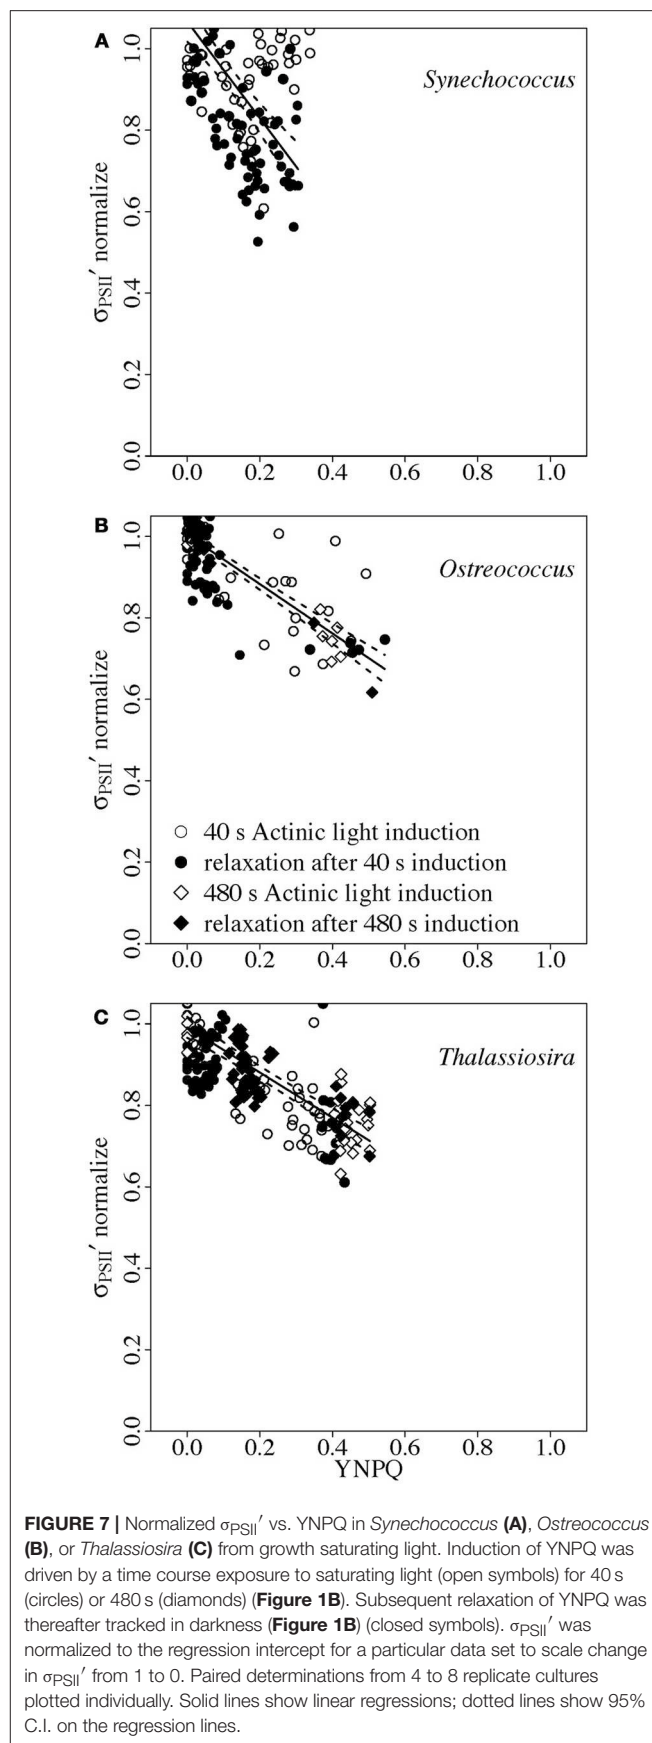 A
Synechococcus
σPSII′ normalize
1.0
0.8
0.6
0.4
0.2
0.0
0.0 0.2 0.4 0.6 0.8 1.0
B
Ostreococcus
σPSII′ normalize
1.0
0.8
0.6
0.4
0.2
0.0
40 s Actinic light induction
relaxation after 40 s induction
480 s Actinic light induction
relaxation after 480 s induction
0.0 0.2 0.4 0.6 0.8 1.0
C
Thalassiosira
σPSII′ normalize
1.0
0.8
0.6
0.4
0.2
0.0
0.0 0.2 0.4 0.6 0.8 1.0
YNPQ
FIGURE 7 | Normalized σPSII′ vs. YNPQ in Synechococcus (A), Ostreococcus
(B), or Thalassiosira (C) from growth saturating light. Induction of YNPQ was
driven by a time course exposure to saturating light (open symbols) for 40 s
(circles) or 480 s (diamonds) (Figure 1B). Subsequent relaxation of YNPQ was
thereafter tracked in darkness (Figure 1B) (closed symbols). σPSII′ was
normalized to the regression intercept for a particular data set to scale change
in σPSII′ from 1 to 0. Paired determinations from 4 to 8 replicate cultures
plotted individually. Solid lines show linear regressions; dotted lines show 95%
C.I. on the regression lines.